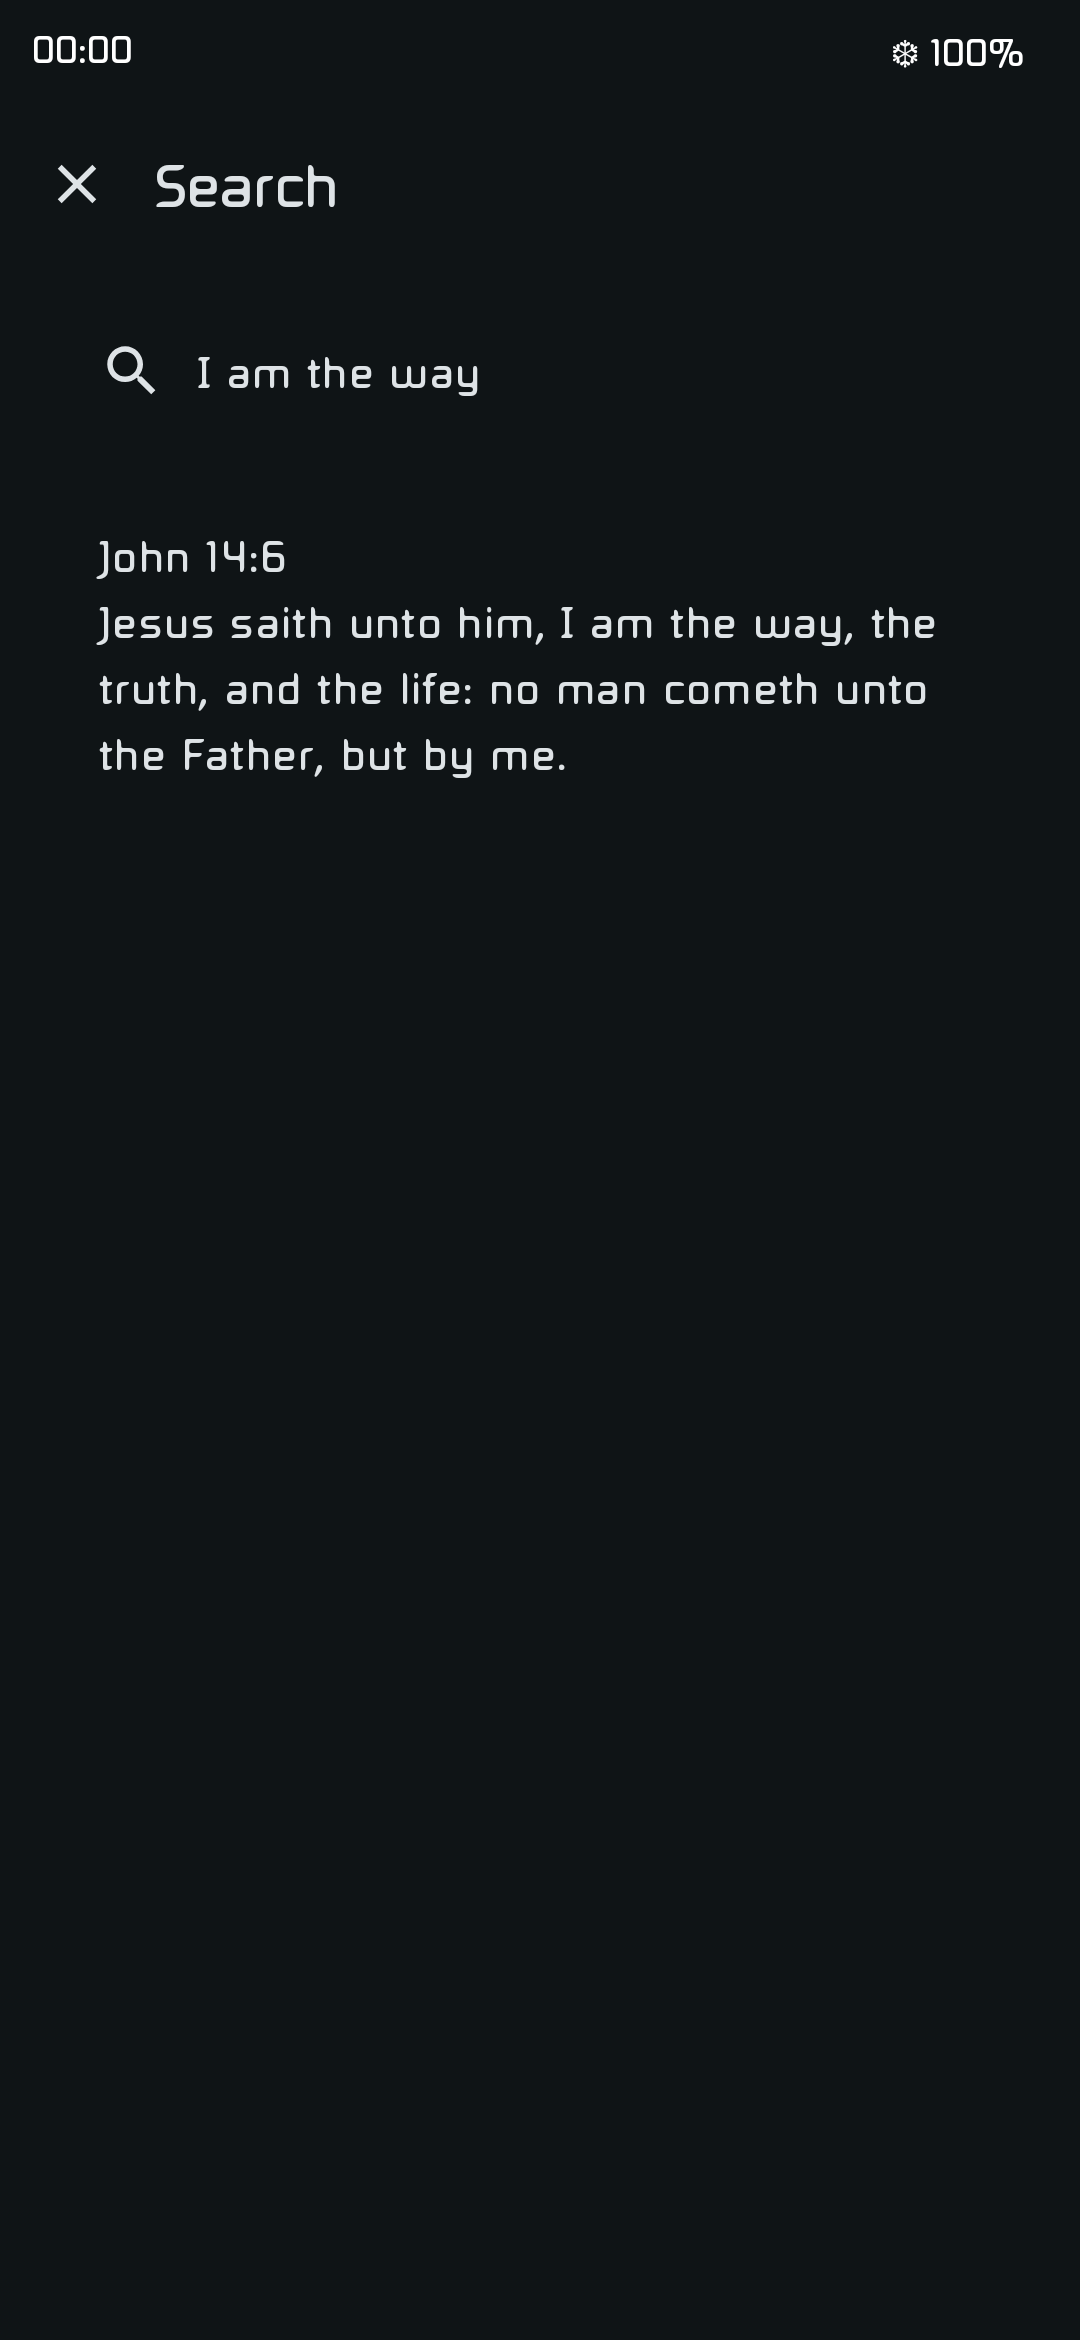 00:00
❄ 100%
Search
I am the way
John 14:6
Jesus saith unto him, I am the way, the
truth, and the life: no man cometh unto
the Father, but by me.